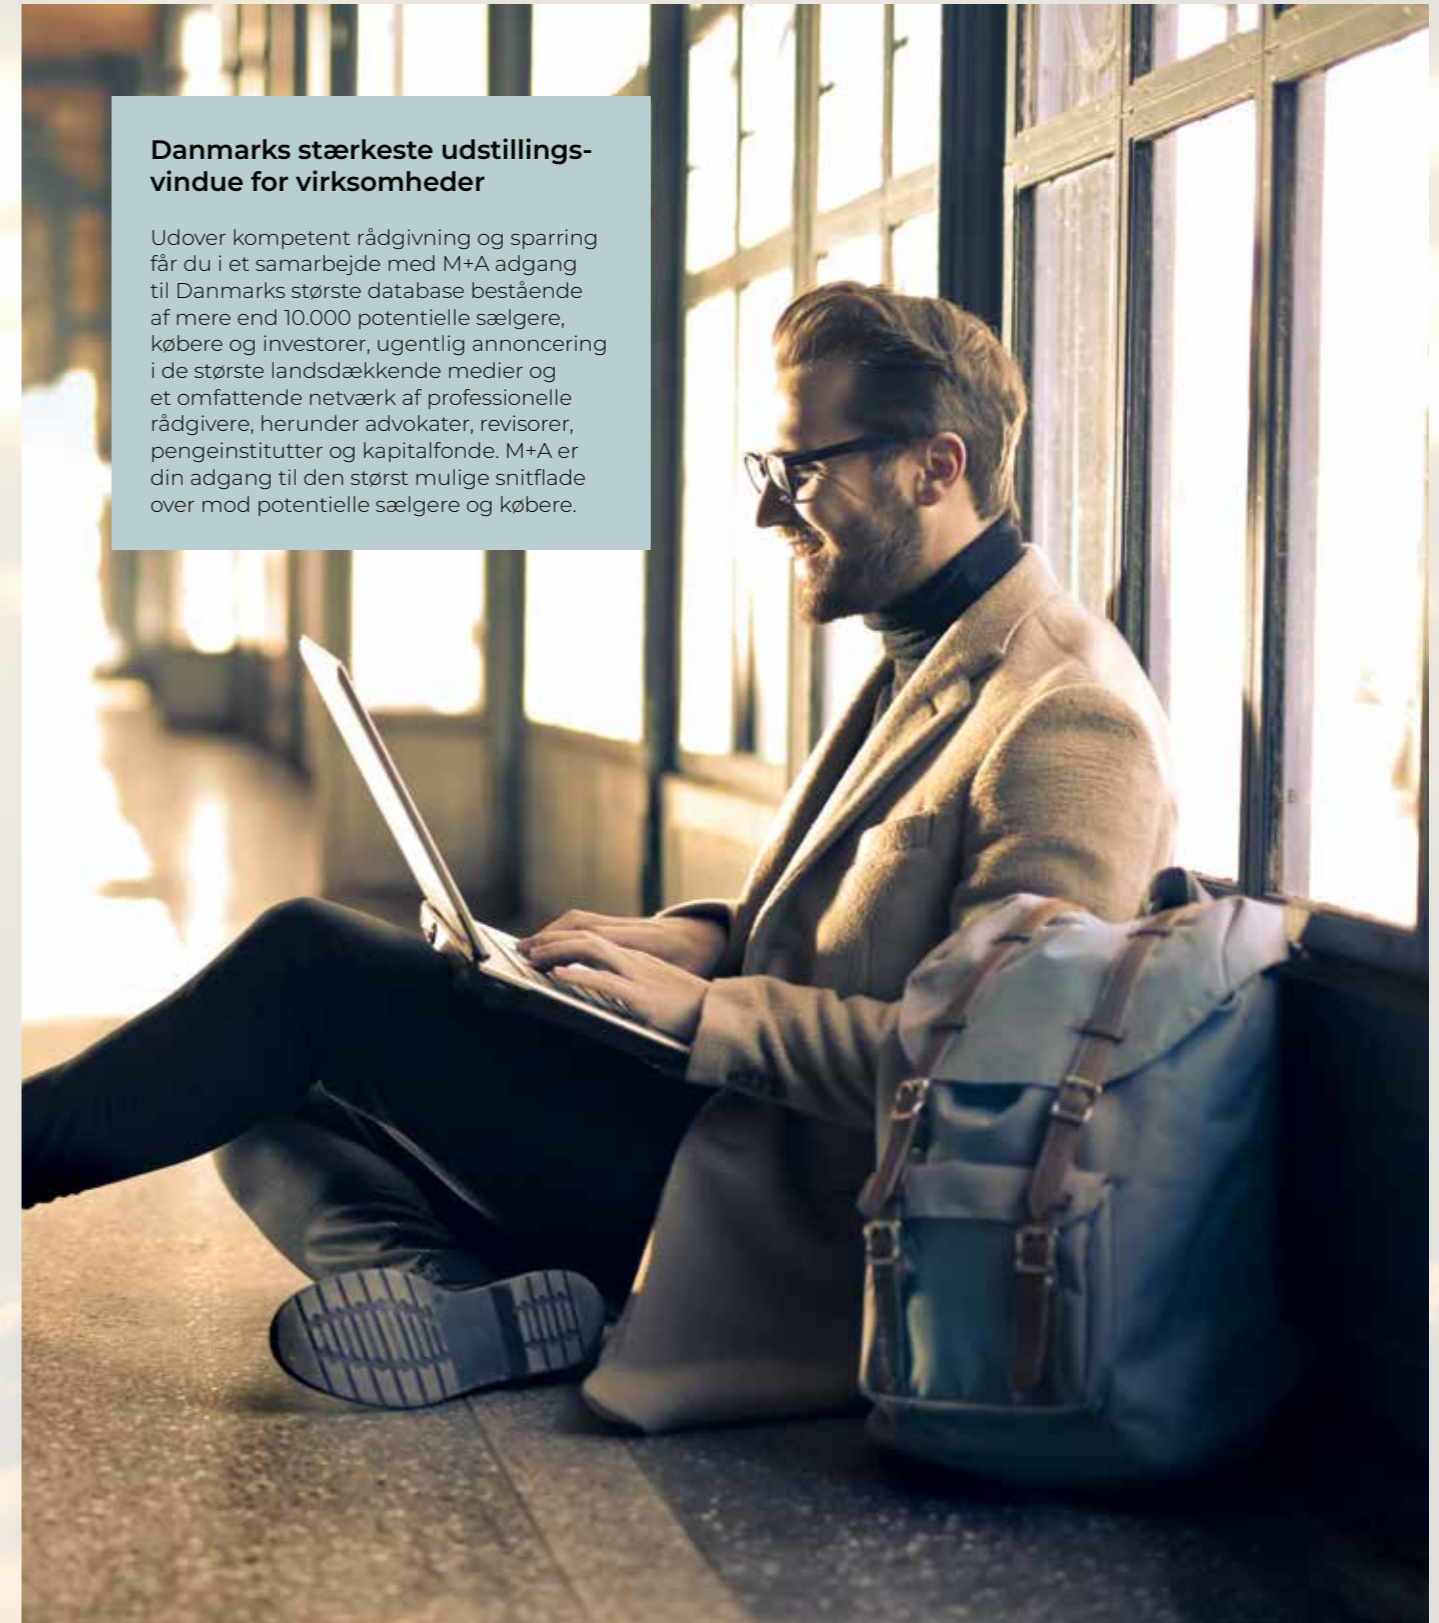 Danmarks stærkeste udstillings-
vindue for virksomheder
Udover kompetent rådgivning og sparring
får du i et samarbejde med M+A adgang
til Danmarks største database bestående
af mere end 10.000 potentielle sælgere,
købere og investorer, ugentlig annoncering
i de største landsdækkende medier og
et omfattende netværk af professionelle
rådgivere, herunder advokater, revisorer,
pengeinstitutter og kapitalfonde. M+A er
din adgang til den størst mulige snitflade
over mod potentielle sælgere og købere.